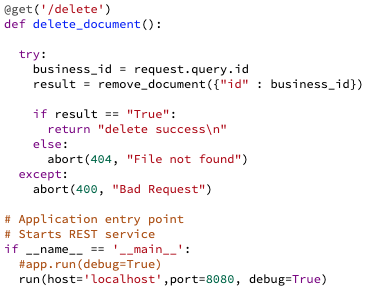 @get('/delete')
def delete_document():
  try:
    business_id = request.query.id
    result = remove_document({"id" : business_id})
    if result == "True":
      return "delete success\n"
    else:
      abort(404, "File not found")
  except:
    abort(400, "Bad Request")
# Application entry point
# Starts REST service
if __name__ == '__main__':
  #app.run(debug=True)
  run(host='localhost',port=8080, debug=True)